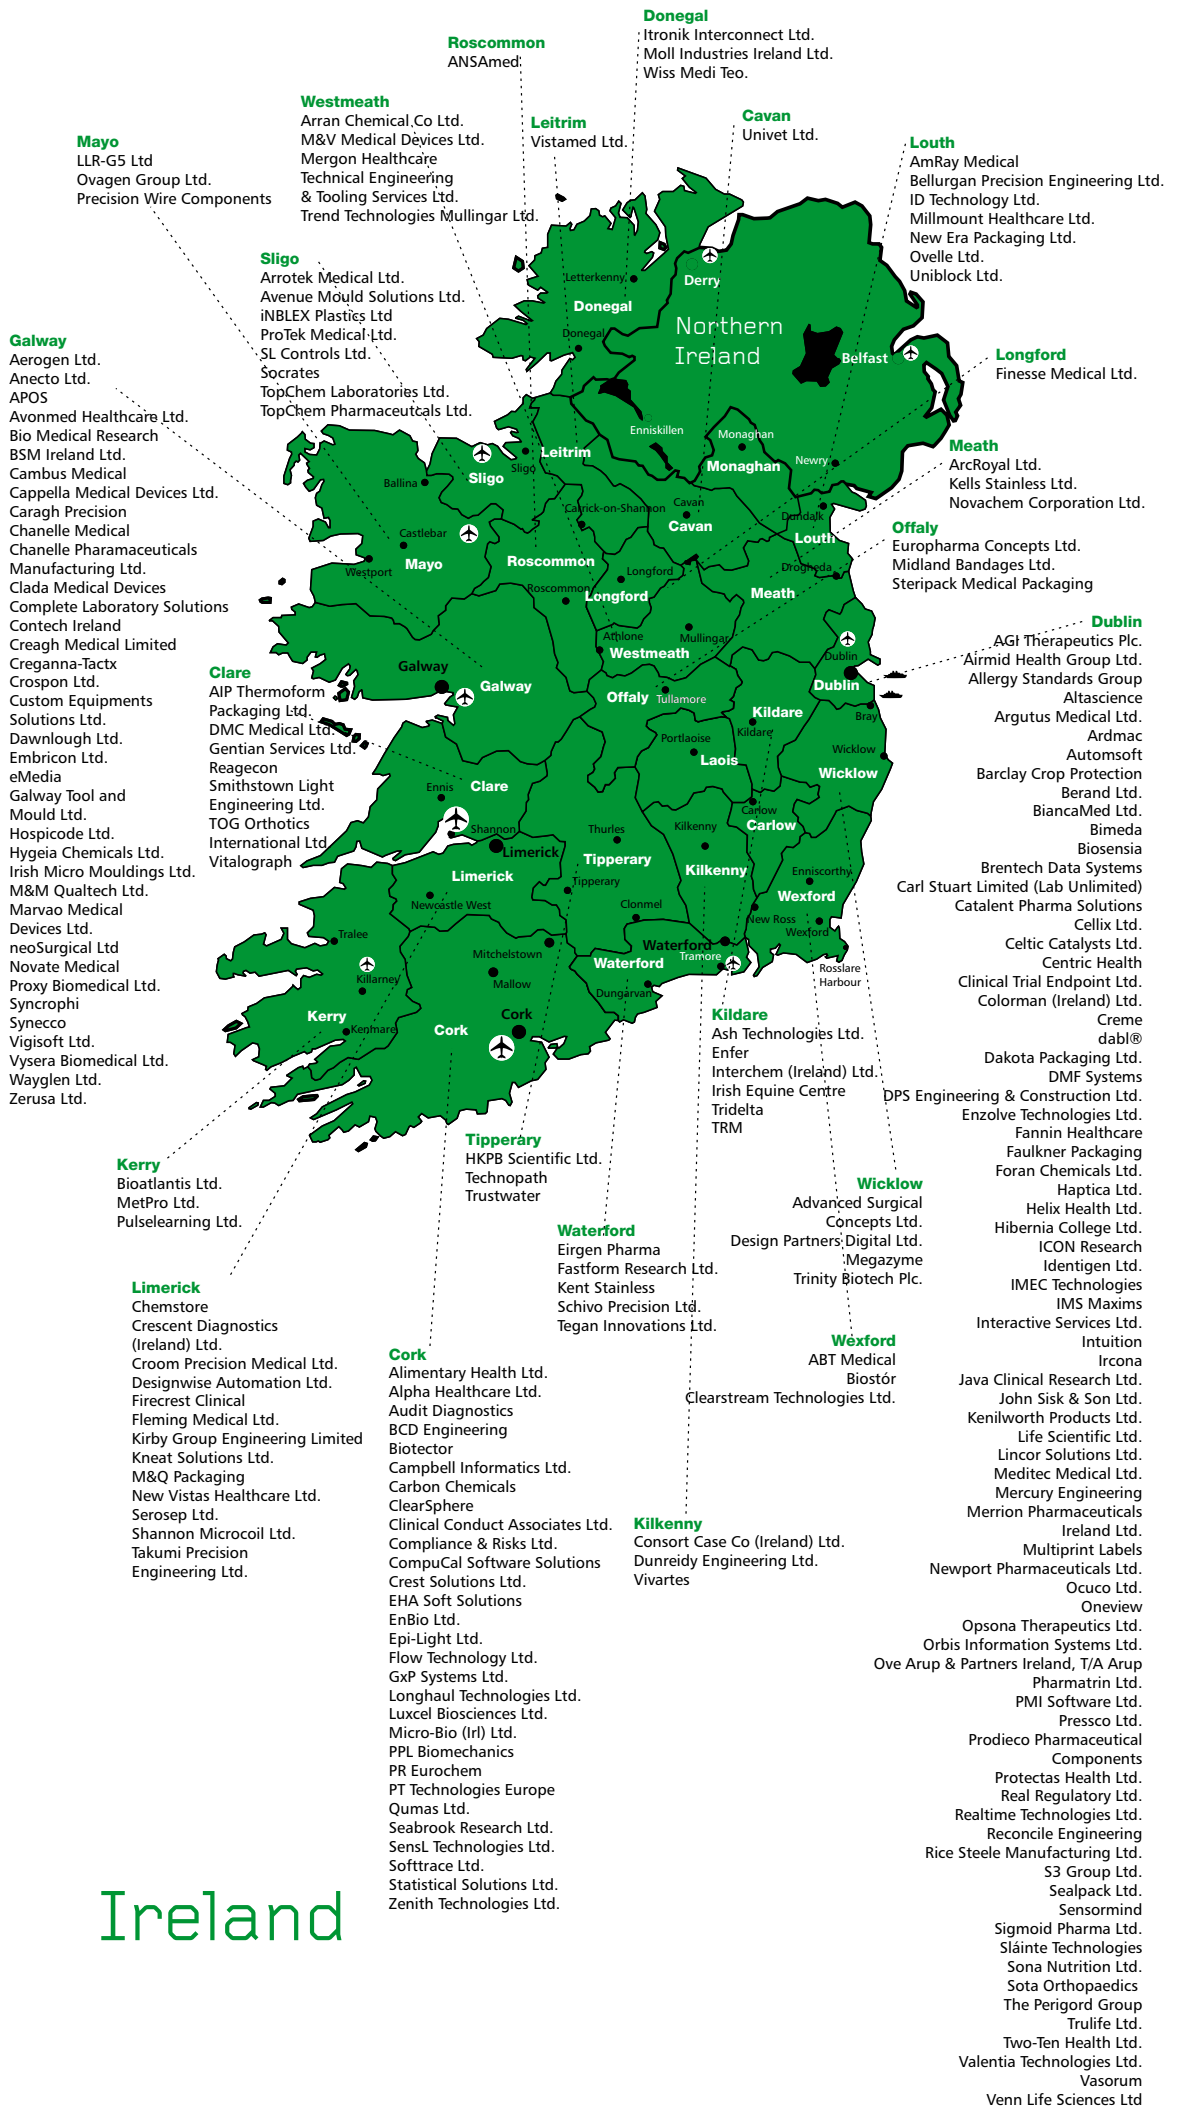 Donegal
Itronik Interconnect Ltd.
Moll Industries Ireland Ltd.
Wiss Medi Teo.
Roscommon
ANSAmed
Westmeath
Arran Chemical Co Ltd.
M&V Medical Devices Ltd.
Mergon Healthcare
Technical Engineering
& Tooling Services Ltd.
Trend Technologies Mullingar Ltd.
Leitrim
Vistamed Ltd.
Cavan
Univet Ltd.
Mayo
LLR-G5 Ltd
Ovagen Group Ltd.
Precision Wire Components
Louth
AmRay Medical
Bellurgan Precision Engineering Ltd.
ID Technology Ltd.
Millmount Healthcare Ltd.
New Era Packaging Ltd.
Ovelle Ltd.
Uniblock Ltd.
Sligo
Arrotek Medical Ltd.
Avenue Mould Solutions Ltd.
iNBLEX Plastics Ltd
ProTek Medical Ltd.
SL Controls Ltd.
Socrates
TopChem Laboratories Ltd.
TopChem Pharmaceuticals Ltd.
Galway
Aerogen Ltd.
Anecto Ltd.
APOS
Avonmed Healthcare Ltd.
Bio Medical Research
BSM Ireland Ltd.
Cambus Medical
Cappella Medical Devices Ltd.
Caragh Precision
Chanelle Medical
Chanelle Pharamaceuticals
Manufacturing Ltd.
Clada Medical Devices
Complete Laboratory Solutions
Contech Ireland
Creagh Medical Limited
Creganna-Tactx
Crospon Ltd.
Custom Equipments
Solutions Ltd.
Dawnlough Ltd.
Embricon Ltd.
eMedia
Galway Tool and
Mould Ltd.
Hospicode Ltd.
Hygeia Chemicals Ltd.
Irish Micro Mouldings Ltd.
M&M Qualtech Ltd.
Marvao Medical
Devices Ltd.
neoSurgical Ltd
Novate Medical
Proxy Biomedical Ltd.
Syncrophi
Synecco
Vigisoft Ltd.
Vysera Biomedical Ltd.
Wayglen Ltd.
Zerusa Ltd.
Longford
Finesse Medical Ltd.
Meath
ArcRoyal Ltd.
Kells Stainless Ltd.
Novachem Corporation Ltd.
Offaly
Europharma Concepts Ltd.
Midland Bandages Ltd.
Steripack Medical Packaging
Clare
AIP Thermoform
Packaging Ltd.
DMC Medical Ltd.
Gentian Services Ltd.
Reagecon
Smithstown Light
Engineering Ltd.
TOG Orthotics
International Ltd.
Vitalograph
Letterkenny
Donegal
Donegal
Derry
Northern
Ireland
Belfast
Enniskillen
Monaghan
Monaghan
Newry
Leitrim
Sligo
Sligo
Ballina
Castlebar
Mayo
Westport
Carrick-on-Shannon
Cavan
Cavan
Dundalk
Louth
Roscommon
Roscommon
Longford
Longford
Drogheda
Meath
Athlone
Mullingar
Westmeath
Dublin
Dublin
Galway
Galway
Offaly
Tullamore
Kildare
Kildare
Bray
Portlaoise
Laois
Wicklow
Wicklow
Clare
Ennis
Shannon
Limerick
Limerick
Newcastle West
Thurles
Tipperary
Tipperary
Kilkenny
Kilkenny
Carlow
Carlow
Enniscorthy
Wexford
Wexford
New Ross
Clonmel
Waterford
Waterford
Tramore
Dungarvan
Rosslare
Harbour
Tralee
Killarney
Kerry
Kenmare
Mitchelstown
Mallow
Cork
Cork
Dublin
AGI Therapeutics Plc.
Airmid Health Group Ltd.
Allergy Standards Group
Altascience
Argutus Medical Ltd.
Ardmac
Automsoft
Barclay Crop Protection
Berand Ltd.
BiancaMed Ltd.
Bimeda
Biosensia
Brentech Data Systems
Carl Stuart Limited (Lab Unlimited)
Catalent Pharma Solutions
Cellix Ltd.
Celtic Catalysts Ltd.
Centric Health
Clinical Trial Endpoint Ltd.
Colorman (Ireland) Ltd.
Creme
dabl®
Dakota Packaging Ltd.
DMF Systems
DPS Engineering & Construction Ltd.
Enzolve Technologies Ltd.
Fannin Healthcare
Faulkner Packaging
Foran Chemicals Ltd.
Haptica Ltd.
Helix Health Ltd.
Hibernia College Ltd.
ICON Research
Identigen Ltd.
IMEC Technologies
IMS Maxims
Interactive Services Ltd.
Intuition
Ircona
Java Clinical Research Ltd.
John Sisk & Son Ltd.
Kenilworth Products Ltd.
Life Scientific Ltd.
Lincor Solutions Ltd.
Meditec Medical Ltd.
Mercury Engineering
Merrion Pharmaceuticals
Ireland Ltd.
Multiprint Labels
Newport Pharmaceuticals Ltd.
Ocuco Ltd.
Oneview
Opsona Therapeutics Ltd.
Orbis Information Systems Ltd.
Ove Arup & Partners Ireland, T/A Arup
Pharmatrin Ltd.
PMI Software Ltd.
Pressco Ltd.
Prodieco Pharmaceutical
Components
Protectas Health Ltd.
Real Regulatory Ltd.
Realtime Technologies Ltd.
Reconcile Engineering
Rice Steele Manufacturing Ltd.
S3 Group Ltd.
Sealpack Ltd.
Sensormind
Sigmoid Pharma Ltd.
Sláinte Technologies
Sona Nutrition Ltd.
Sota Orthopaedics
The Perigord Group
Trulife Ltd.
Two-Ten Health Ltd.
Valentia Technologies Ltd.
Vasorum
Venn Life Sciences Ltd
Kildare
Ash Technologies Ltd.
Enfer
Interchem (Ireland) Ltd.
Irish Equine Centre
Tridelta
TRM
Tipperary
HKPB Scientific Ltd.
Technopath
Trustwater
Kerry
Bioatlantis Ltd.
MetPro Ltd.
Pulselearning Ltd.
Wicklow
Advanced Surgical
Concepts Ltd.
Design Partners Digital Ltd.
Megazyme
Trinity Biotech Plc.
Waterford
Eirgen Pharma
Fastform Research Ltd.
Kent Stainless
Schivo Precision Ltd.
Tegan Innovations Ltd.
Limerick
Chemstore
Crescent Diagnostics
(Ireland) Ltd.
Croom Precision Medical Ltd.
Designwise Automation Ltd.
Firecrest Clinical
Fleming Medical Ltd.
Kirby Group Engineering Limited
Kneat Solutions Ltd.
M&Q Packaging
New Vistas Healthcare Ltd.
Serosep Ltd.
Shannon Microcoil Ltd.
Takumi Precision
Engineering Ltd.
Wexford
ABT Medical
Biostór
Clearstream Technologies Ltd.
Cork
Alimentary Health Ltd.
Alpha Healthcare Ltd.
Audit Diagnostics
BCD Engineering
Biotector
Campbell Informatics Ltd.
Carbon Chemicals
ClearSphere
Clinical Conduct Associates Ltd.
Compliance & Risks Ltd.
CompuCal Software Solutions
Crest Solutions Ltd.
EHA Soft Solutions
EnBio Ltd.
Epi-Light Ltd.
Flow Technology Ltd.
GxP Systems Ltd.
Longhaul Technologies Ltd.
Luxcel Biosciences Ltd.
Micro-Bio (Irl) Ltd.
PPL Biomechanics
PR Eurochem
PT Technologies Europe
Qumas Ltd.
Seabrook Research Ltd.
SensL Technologies Ltd.
Softtrace Ltd.
Statistical Solutions Ltd.
Zenith Technologies Ltd.
Kilkenny
Consort Case Co (Ireland) Ltd.
Dunreidy Engineering Ltd.
Vivartes
Ireland